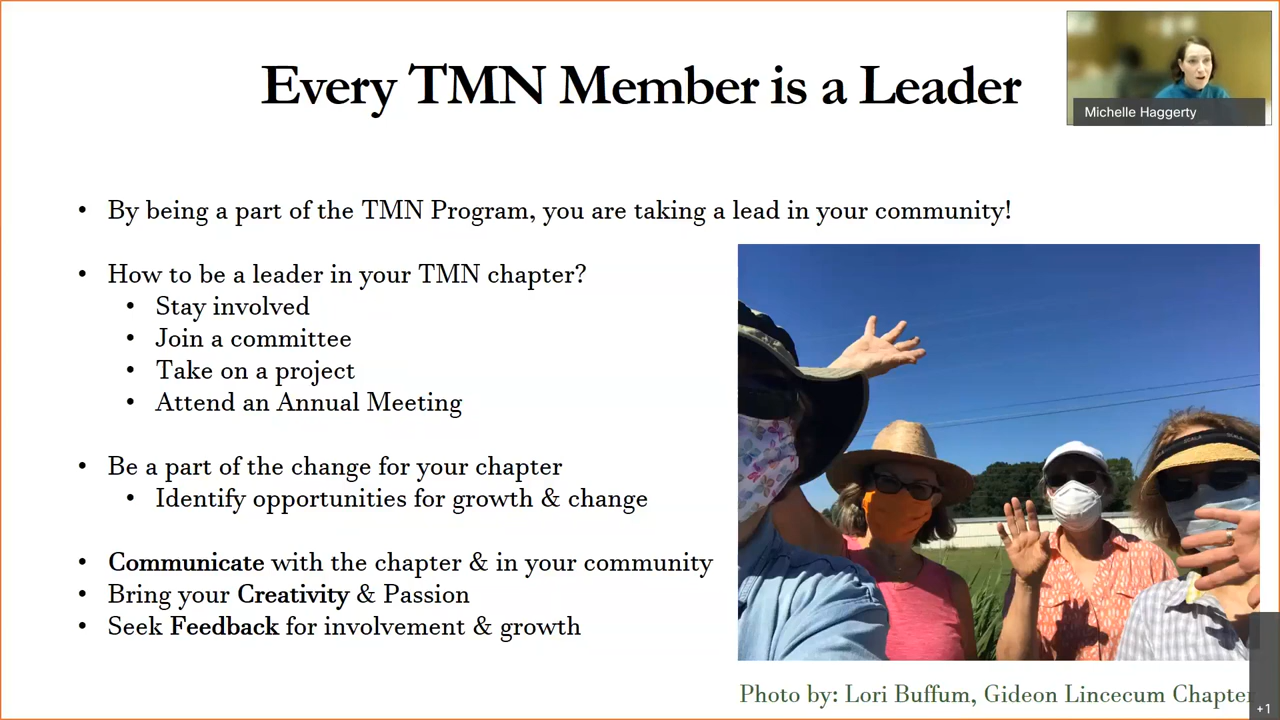 Every TMN Member is a Leader
Michelle Haggerty
• By being a part of the TMN Program, you are taking a lead in your community!
• How to be a leader in your TMN chapter?
• Stay involved
• Join a committee
• Take on a project
• Attend an Annual Meeting
• Be a part of the change for your chapter
• Identify opportunities for growth & change
• Communicate with the chapter & in your community
• Bring your Creativity & Passion
• Seek Feedback for involvement & growth
SCALA
SCALA
Photo by: Lori Buffum, Gideon Lincecum Chapter
+1